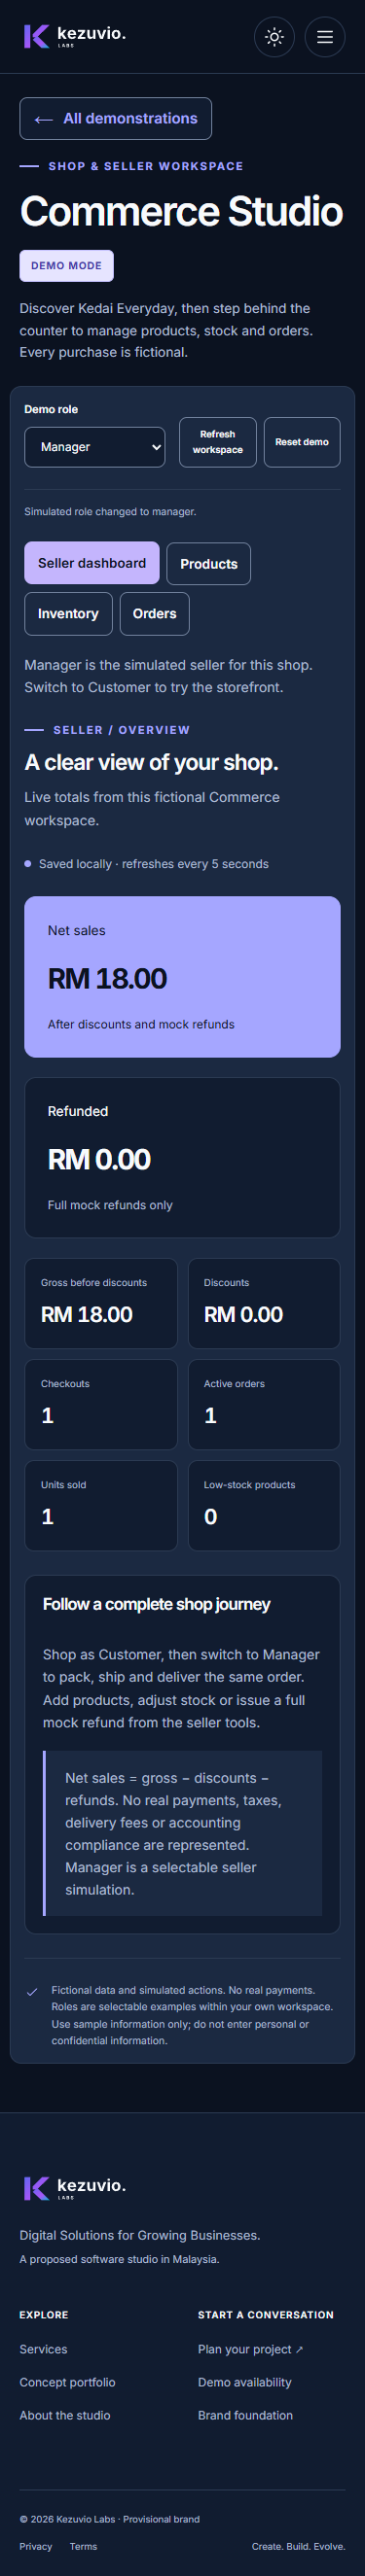 kezuvio.
LABS
← All demonstrations
SHOP & SELLER WORKSPACE
Commerce Studio
DEMO MODE
Discover Kedai Everyday, then step behind the
counter to manage products, stock and orders.
Every purchase is fictional.
Demo role
Manager
Refresh
workspace
Reset demo
Simulated role changed to manager.
Seller dashboard
Products
Inventory
Orders
Manager is the simulated seller for this shop.
Switch to Customer to try the storefront.
SELLER / OVERVIEW
A clear view of your shop.
Live totals from this fictional Commerce
workspace.
Saved locally · refreshes every 5 seconds
Net sales
RM 18.00
After discounts and mock refunds
Refunded
RM 0.00
Full mock refunds only
Gross before discounts
RM 18.00
Discounts
RM 0.00
Checkouts
1
Active orders
1
Units sold
1
Low-stock products
0
Follow a complete shop journey
Shop as Customer, then switch to Manager
to pack, ship and deliver the same order.
Add products, adjust stock or issue a full
mock refund from the seller tools.
Net sales = gross − discounts −
refunds. No real payments, taxes,
delivery fees or accounting
compliance are represented.
Manager is a selectable seller
simulation.
Fictional data and simulated actions. No real payments.
Roles are selectable examples within your own workspace.
Use sample information only; do not enter personal or
confidential information.
kezuvio.
LABS
Digital Solutions for Growing Businesses.
A proposed software studio in Malaysia.
EXPLORE
Services
Concept portfolio
About the studio
START A CONVERSATION
Plan your project ↗
Demo availability
Brand foundation
© 2026 Kezuvio Labs · Provisional brand
Privacy
Terms
Create. Build. Evolve.